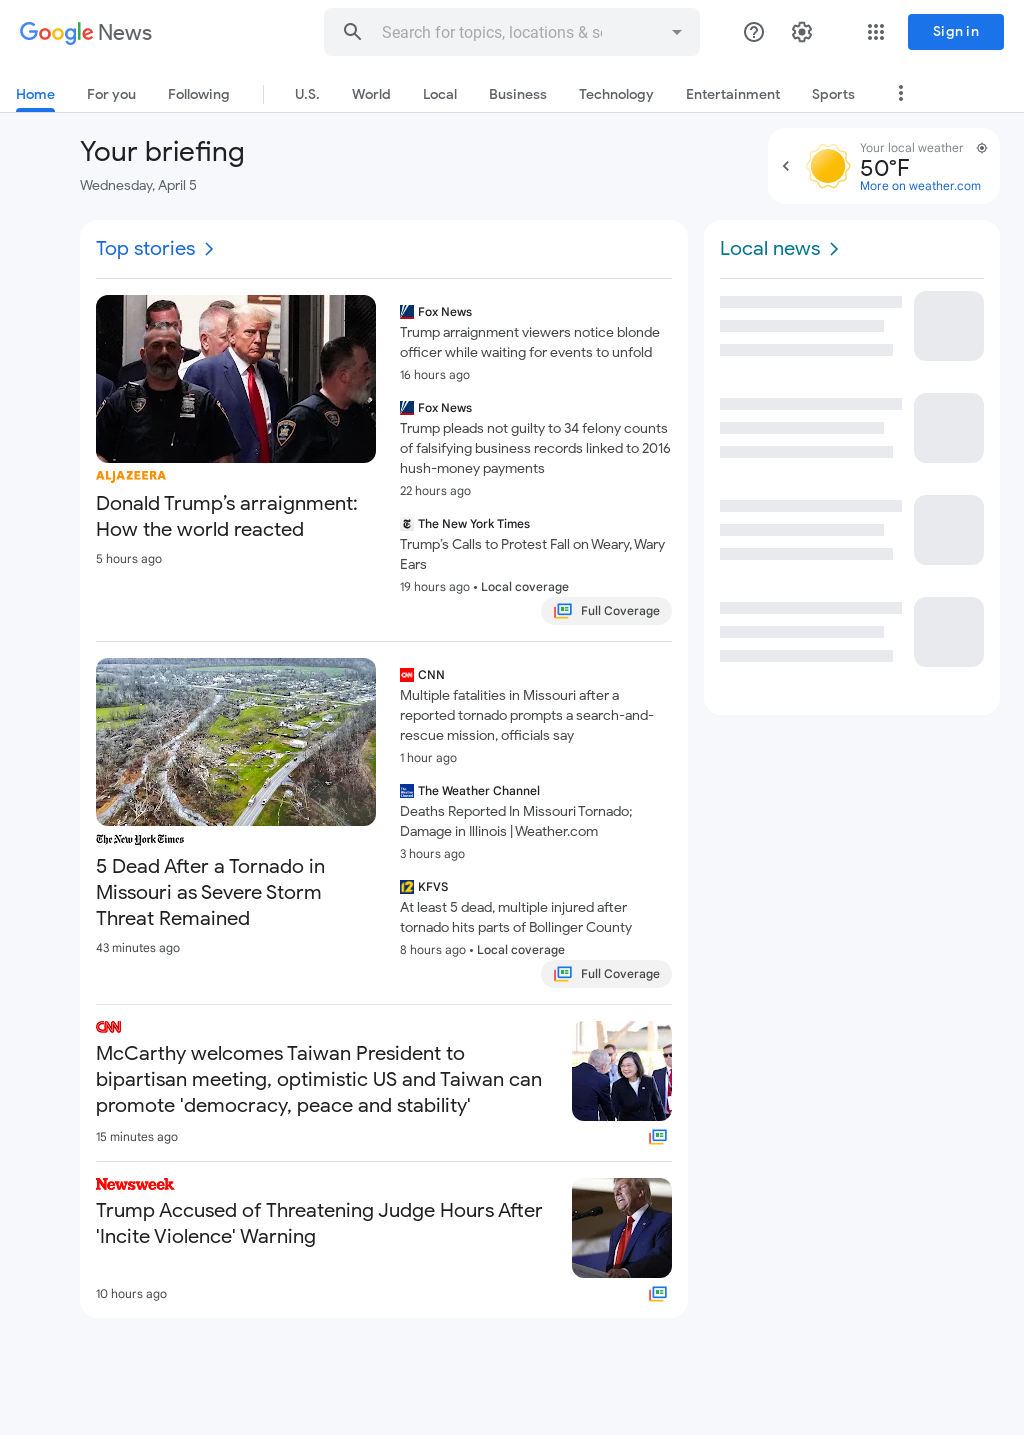 Google News
Search for topics, locations & s
Sign in
Home
For you
Following
U.S.
World
Local
Business
Technology
Entertainment
Sports
Your briefing
Wednesday, April 5
Your local weather
50°F
More on weather.com
Top stories
Local news
ALJAZEERA
Donald Trump's arraignment:
How the world reacted
5 hours ago
Fox News
Trump arraignment viewers notice blonde
officer while waiting for events to unfold
16 hours ago
Fox News
Trump pleads not guilty to 34 felony counts
of falsifying business records linked to 2016
hush-money payments
22 hours ago
The New York Times
Trump's Calls to Protest Fall on Weary, Wary
Ears
19 hours ago • Local coverage
Full Coverage
The New York Times
5 Dead After a Tornado in
Missouri as Severe Storm
Threat Remained
43 minutes ago
CNN
Multiple fatalities in Missouri after a
reported tornado prompts a search-and-
rescue mission, officials say
1 hour ago
The Weather Channel
Deaths Reported In Missouri Tornado;
Damage in Illinois | Weather.com
3 hours ago
KFVS
At least 5 dead, multiple injured after
tornado hits parts of Bollinger County
8 hours ago • Local coverage
Full Coverage
CNN
McCarthy welcomes Taiwan President to
bipartisan meeting, optimistic US and Taiwan can
promote 'democracy, peace and stability'
15 minutes ago
Newsweek
Trump Accused of Threatening Judge Hours After
'Incite Violence' Warning
10 hours ago